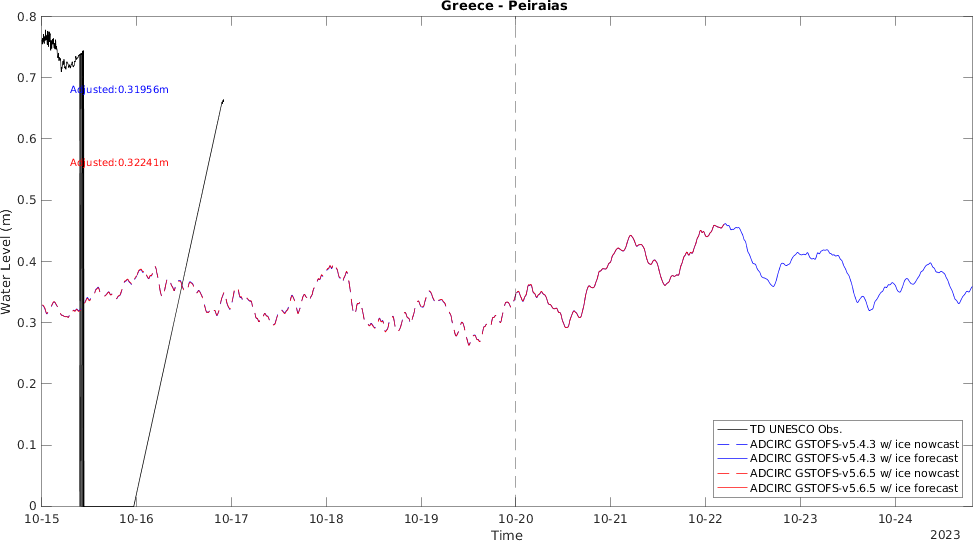 Greece - Peiraias
0.8
0.7
0.6
0.5
0.4
0.3
0.2
0.1
0
Water Level (m)
Adjusted:0.31956m
Adjusted:0.32241m
TD UNESCO Obs.
ADCIRC GSTOFS-v5.4.3 w/ ice nowcast
ADCIRC GSTOFS-v5.4.3 w/ ice forecast
ADCIRC GSTOFS-v5.6.5 w/ ice nowcast
ADCIRC GSTOFS-v5.6.5 w/ ice forecast
10-15 10-16 10-17 10-18 10-19 10-20 10-21 10-22 10-23 10-24
Time
2023